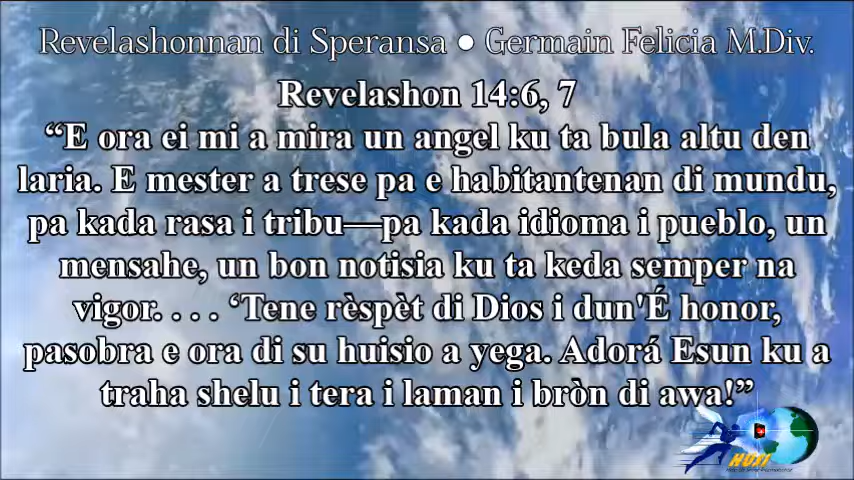 Revelashonnan di Speransa ● Germain Felicia M.Div.
Revelashon 14:6, 7
“E ora ei mi a mira un angel ku ta bula altu den
laria. E mester a trese pa e habitantenan di mundu,
pa kada rasa i tribu—pa kada idioma i pueblo, un
mensahe, un bon notisia ku ta keda semper na
vigor. . . . ‘Tene rèspèt di Dios i dun'É honor,
pasobra e ora di su huisio a yega. Adorá Esun ku a
traha shelu i tera i laman i bròn di awa!”